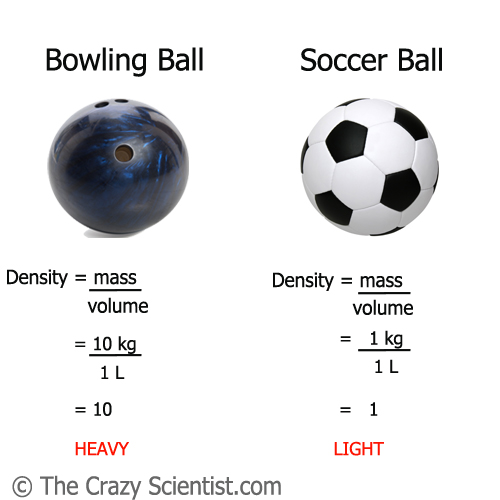 Bowling Ball
Density = mass
volume
= 10 kg
1 L
= 10
HEAVY
Soccer Ball
Density = mass
volume
= 1 kg
1 L
= 1
LIGHT
© The Crazy Scientist.com